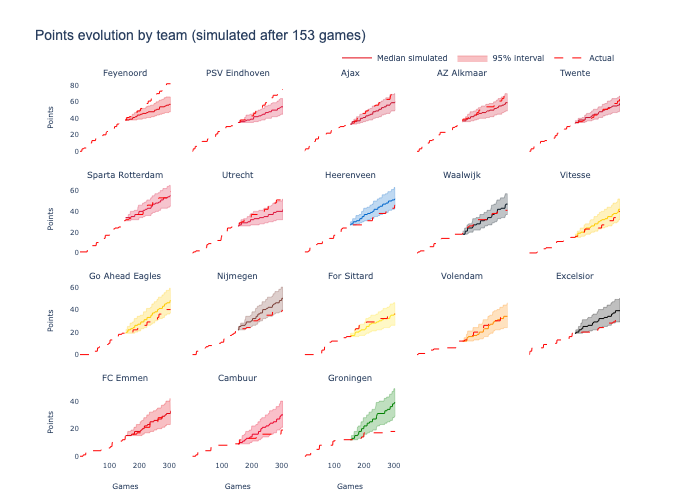 Points evolution by team (simulated after 153 games)
Median simulated 95% interval Actual
Feyenoord PSV Eindhoven Ajax AZ Alkmaar Twente
80
60
40
20
0
Points
Sparta Rotterdam Utrecht Heerenveen Waalwijk Vitesse
60
40
20
0
Points
Go Ahead Eagles Nijmegen For Sittard Volendam Excelsior
60
40
20
0
Points
FC Emmen Cambuur Groningen
40
20
0
Points
100 200 300 100 200 300 100 200 300
Games Games Games